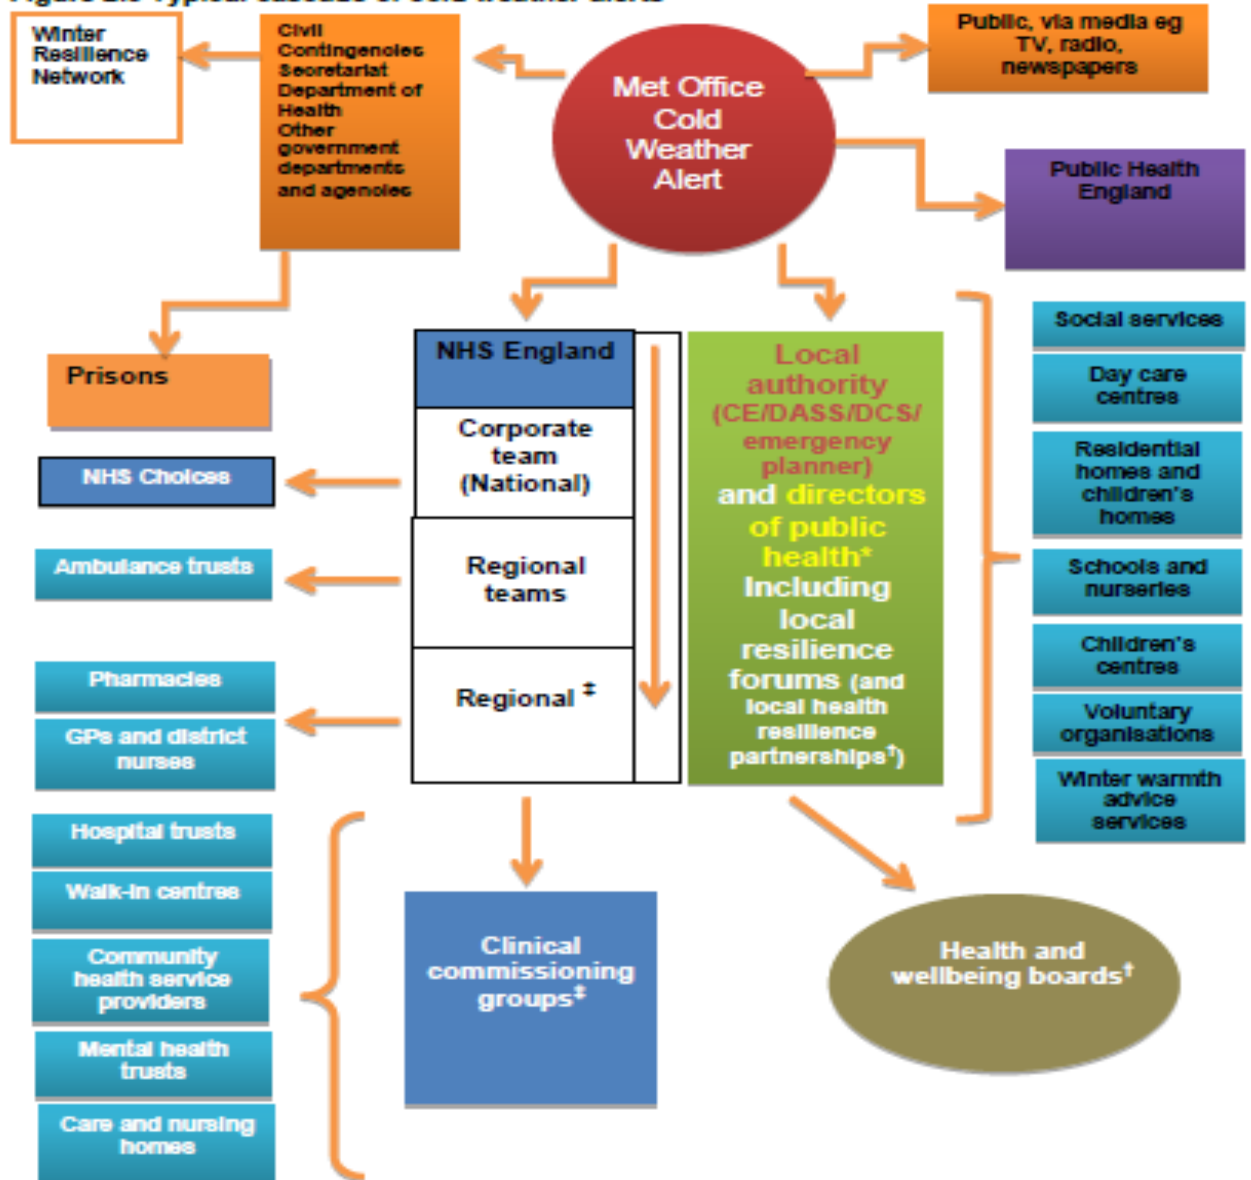 Winter
Resilience
Network
Civil
Contingencies
Secretariat
Department of
Health
Other
government
departments
and agencies
Met Office
Cold
Weather
Alert
Public, via media eg
TV, radio,
newspapers
Public Health
England
Prisons
NHS England
Corporate
team
(National)
Regional
teams
Regional ‡
Local
authority
(CE/DASS/DCS/
emergency
planner)
and directors
of public
health*
Including
local
resilience
forums (and
local health
resilience
partnerships†)
Social services
Day care
centres
Residential
homes and
children's
homes
Schools and
nurseries
Children's
centres
Voluntary
organisations
Winter warmth
advice
services
NHS Choices
Ambulance trusts
Pharmacies
GPs and district
nurses
Hospital trusts
Walk-in centres
Community
health service
providers
Mental health
trusts
Care and nursing
homes
Clinical
commissioning
groups‡
Health and
wellbeing boards†